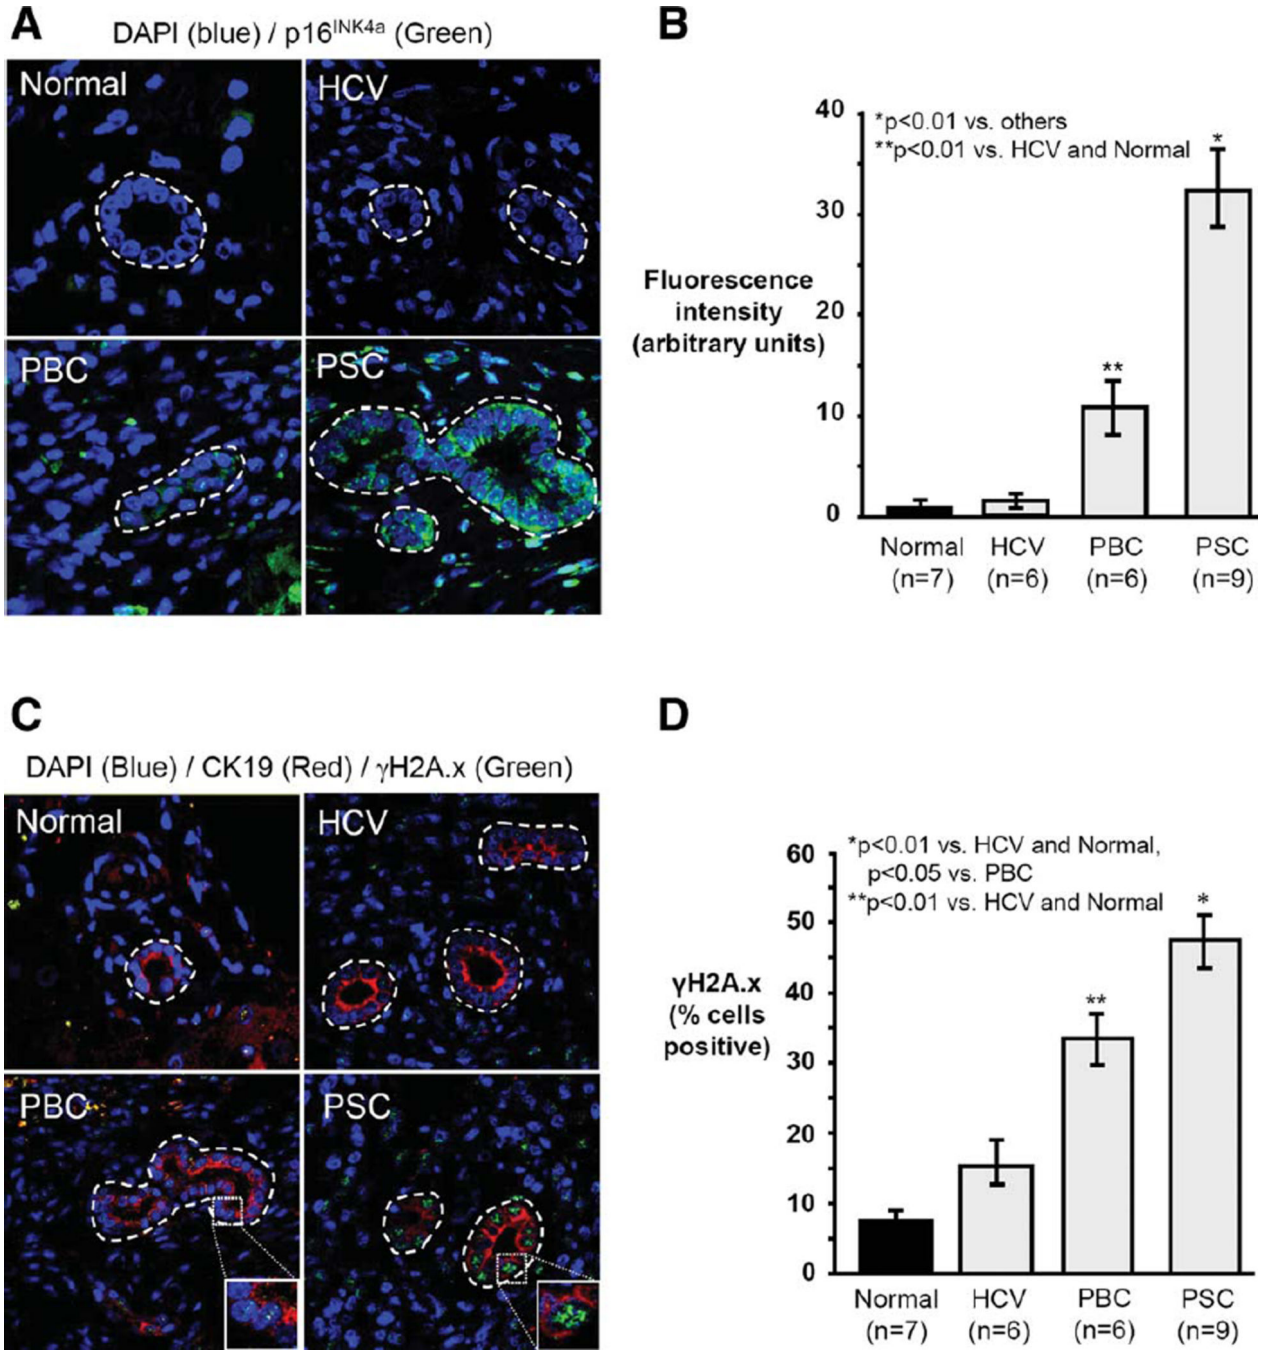 A
DAPI (blue) / p16INK4a (Green)
Normal
HCV
PBC
PSC
B
*p<0.01 vs. others
**p<0.01 vs. HCV and Normal
Fluorescence
intensity
(arbitrary units)
40
30
20
10
0
*
**
Normal
(n=7)
HCV
(n=6)
PBC
(n=6)
PSC
(n=9)
C
DAPI (Blue) / CK19 (Red) / γH2A.x (Green)
Normal
HCV
PBC
PSC
D
*p<0.01 vs. HCV and Normal,
p<0.05 vs. PBC
**p<0.01 vs. HCV and Normal
γH2A.x
(% cells
positive)
60
50
40
30
20
10
0
*
**
Normal
(n=7)
HCV
(n=6)
PBC
(n=6)
PSC
(n=9)